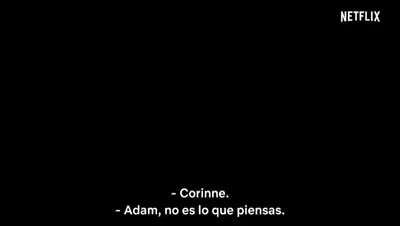 NETFLIX
- Corinne.
- Adam, no es lo que piensas.